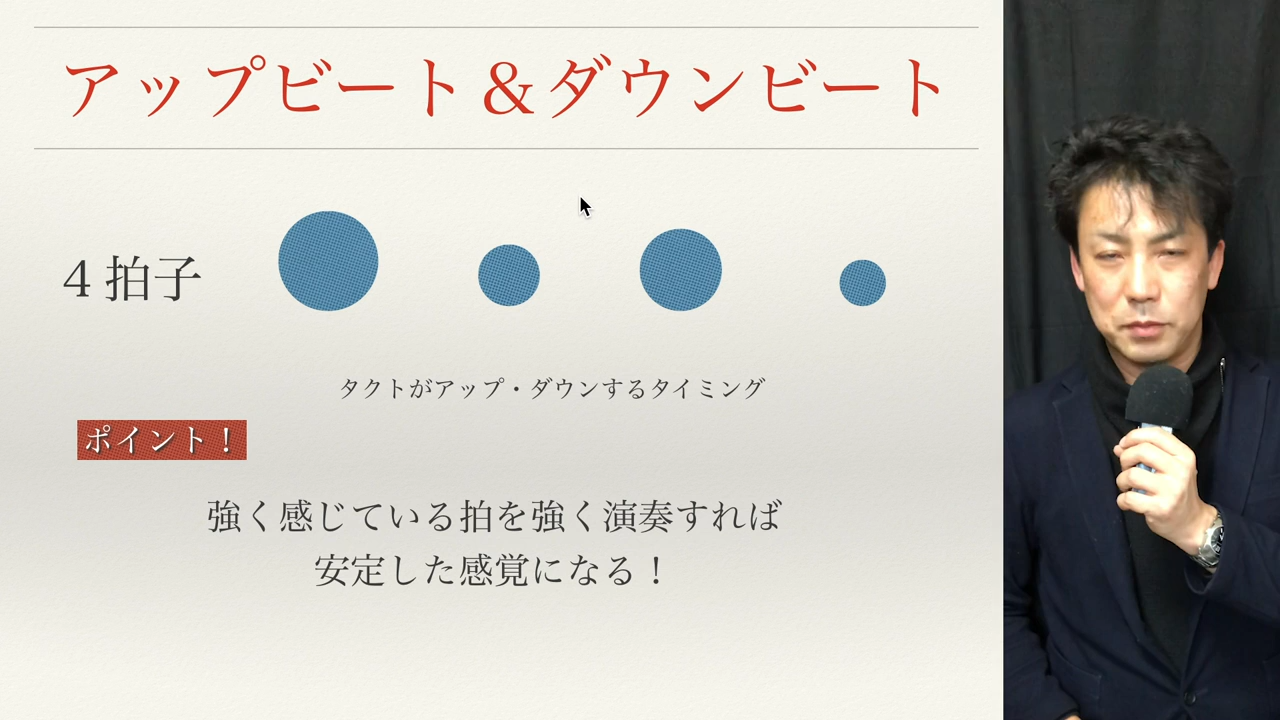 アップビート＆ダウンビート
4 拍子
タクトがアップ・ダウンするタイミング
ポイント！
強く感じている拍を強く演奏すれば
安定した感覚になる！